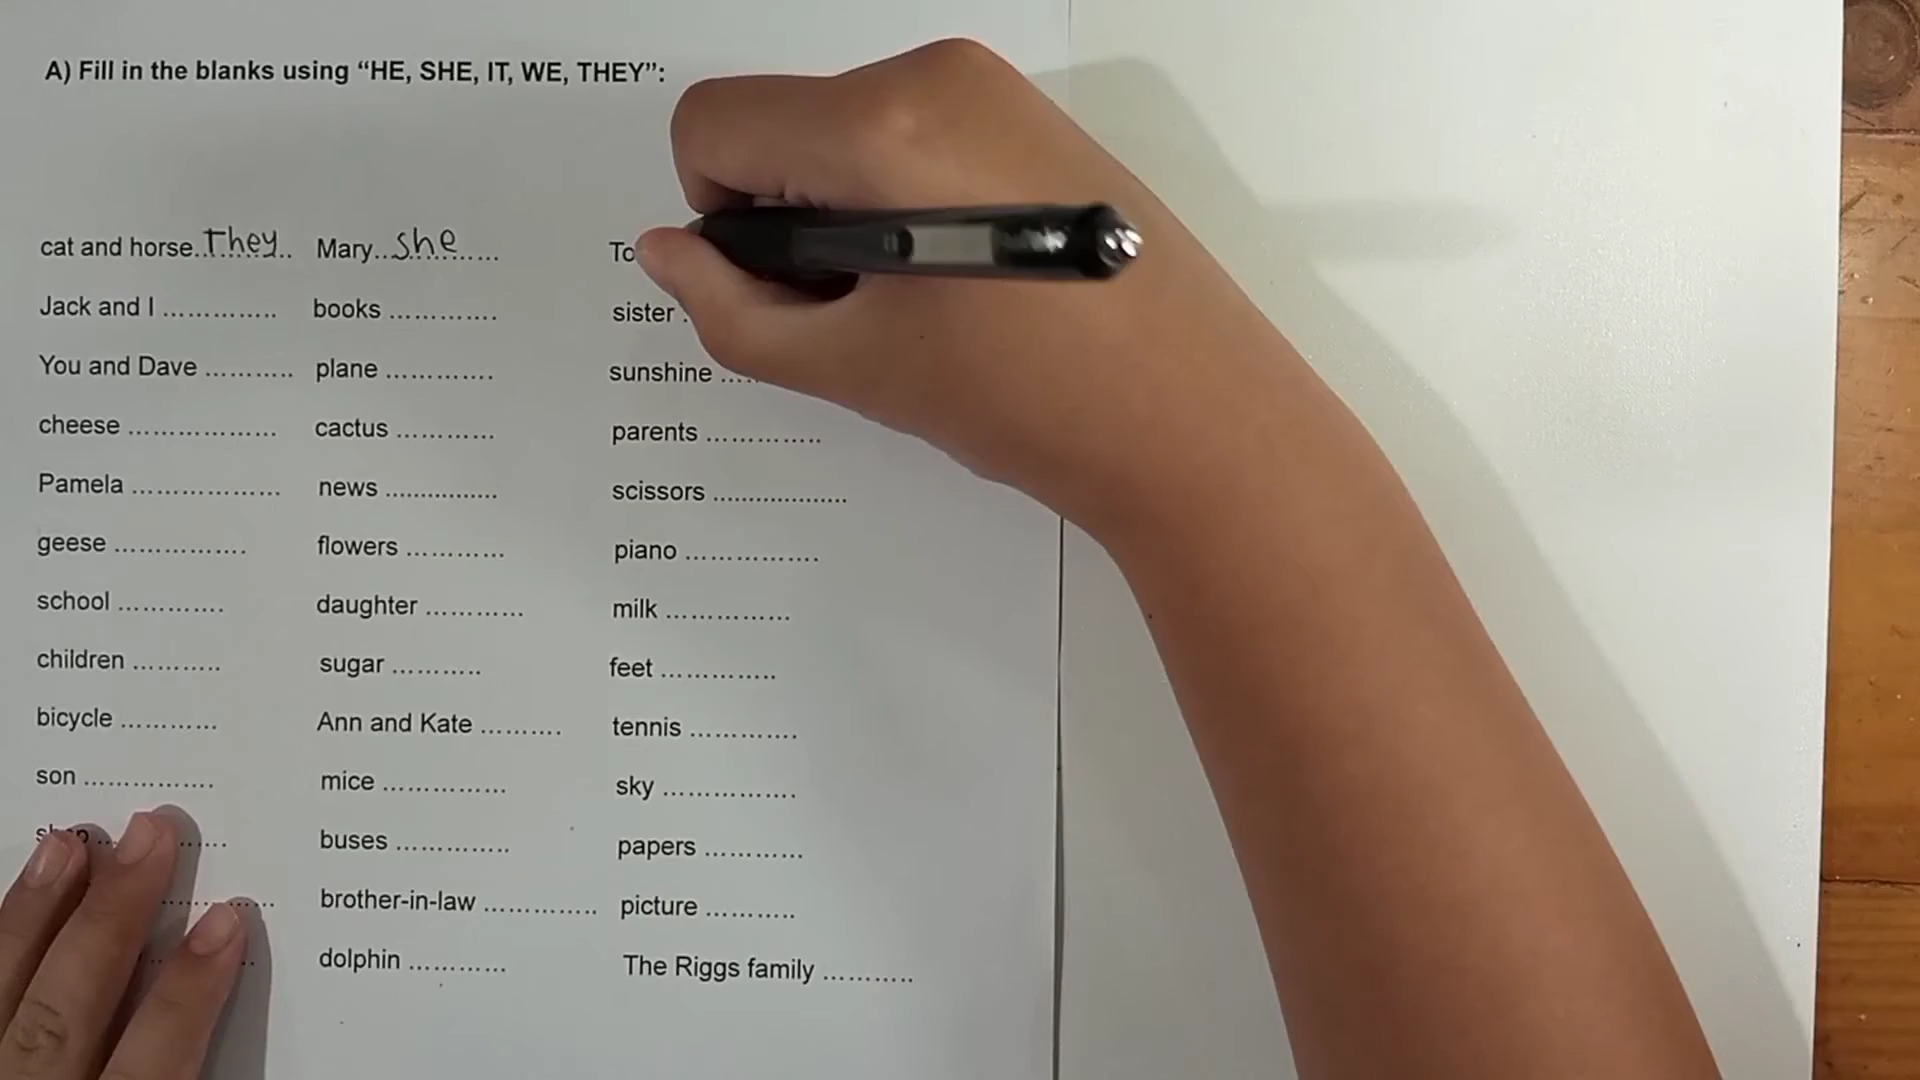 A) Fill in the blanks using “HE, SHE, IT, WE, THEY”:
cat and horse..They.. Mary..she.......
Jack and I ………….. books ………….
sister
You and Dave ……….. plane …………. sunshine .....
cheese ……………… cactus ………… parents …………..
Pamela ……………… news ................. scissors ....................
geese ……………. flowers ………… piano …………….
school …………. daughter ………… milk ……………
children ……….. sugar ……….. feet …………..
bicycle ………… Ann and Kate ………. tennis ………….
son ……………. mice …………… sky …………….
buses ………….. papers …………
brother-in-law ………….. picture ………..
dolphin ………… The Riggs family ………..